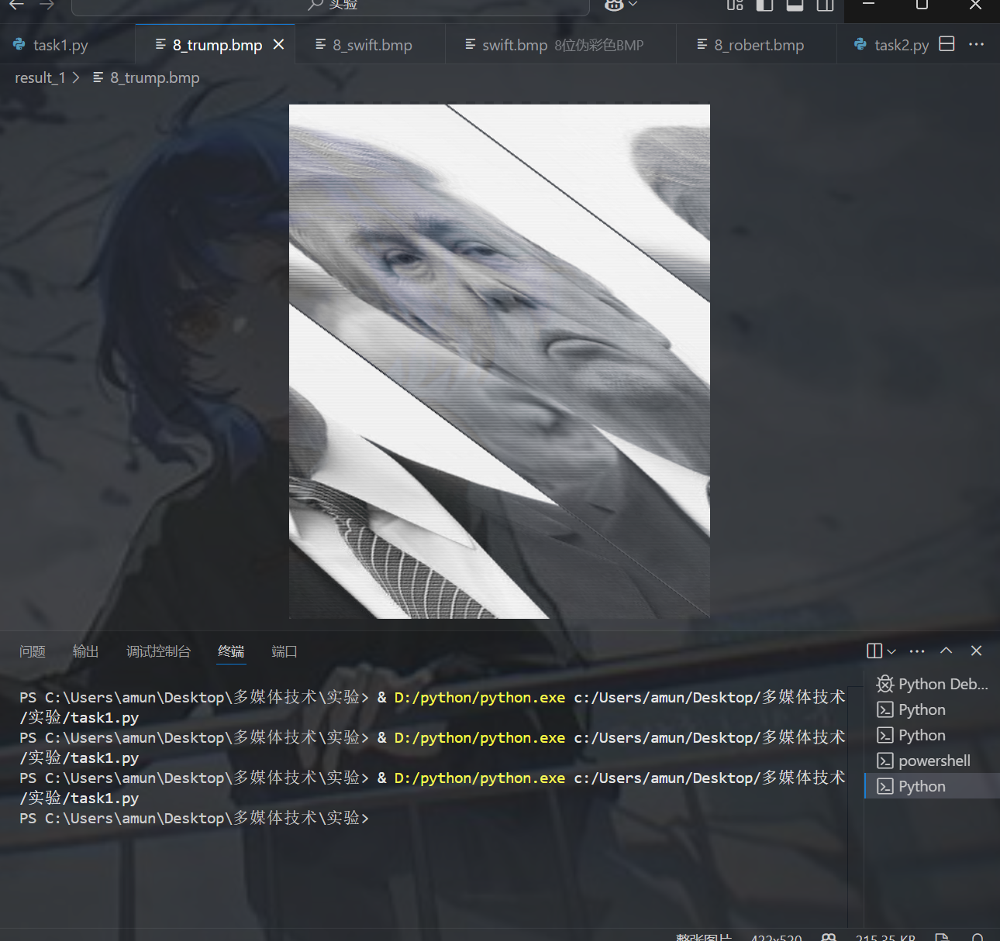 实验
task1.py
8_trump.bmp
8_swift.bmp
swift.bmp 8位伪彩色BMP
8_robert.bmp
task2.py
result_1 > 8_trump.bmp
问题 输出 调试控制台 终端 端口
PS C:\Users\amun\Desktop\多媒体技术\实验> & D:/python/python.exe c:/Users/amun/Desktop/多媒体技术
/实验/task1.py
PS C:\Users\amun\Desktop\多媒体技术\实验> & D:/python/python.exe c:/Users/amun/Desktop/多媒体技术
/实验/task1.py
PS C:\Users\amun\Desktop\多媒体技术\实验> & D:/python/python.exe c:/Users/amun/Desktop/多媒体技术
/实验/task1.py
PS C:\Users\amun\Desktop\多媒体技术\实验>
Python Deb...
Python
Python
powershell
Python
整张图片 422x520 215.35 KB